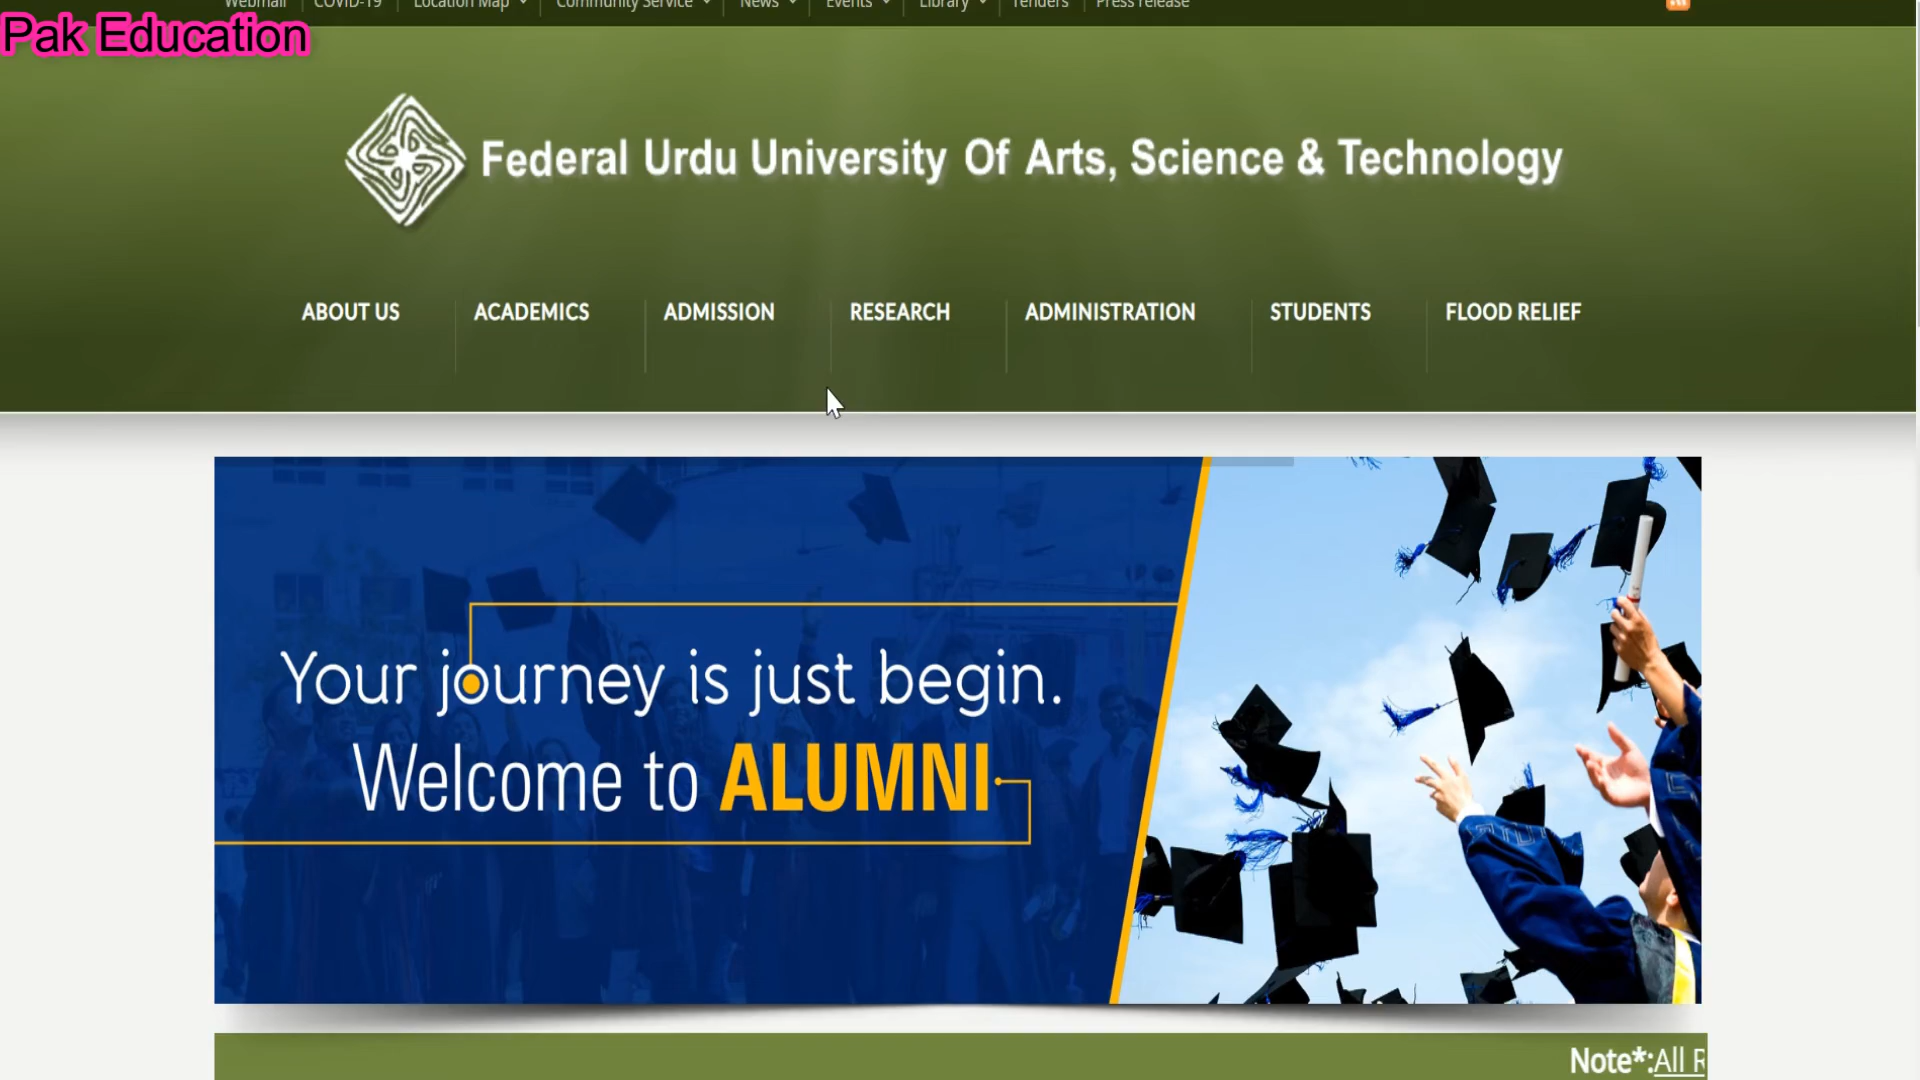 Webmail COVID-19 Location Map Community Service News Events Library Tenders Press release
Pak Education
Federal Urdu University Of Arts, Science & Technology
ABOUT US ACADEMICS ADMISSION RESEARCH ADMINISTRATION STUDENTS FLOOD RELIEF
Your journey is just begin.
Welcome to ALUMNI
Note*:All R